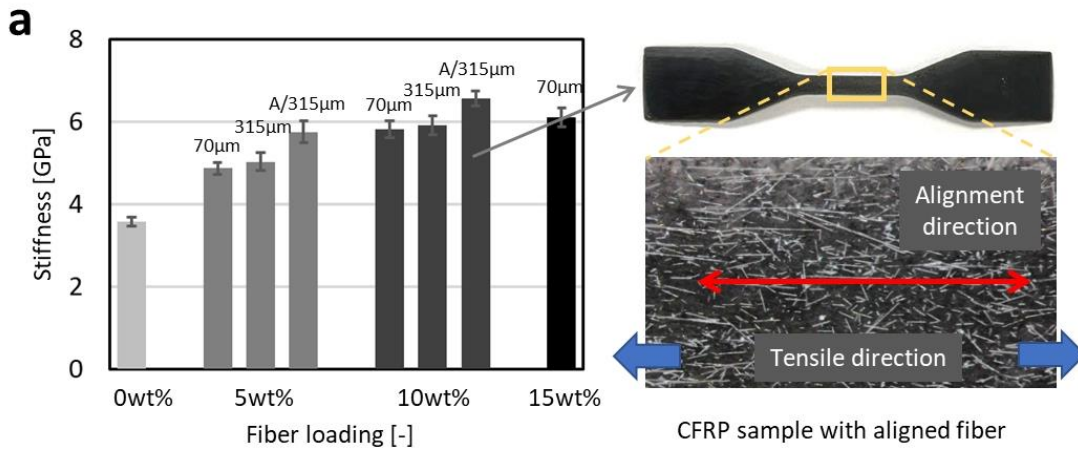 a
8
6
4
2
0
Stiffness [GPa]
70μm
315μm
A/315μm
70μm
315μm
A/315μm
70μm
0wt%
5wt%
10wt%
15wt%
Fiber loading [-]
Alignment
direction
Tensile direction
CFRP sample with aligned fiber